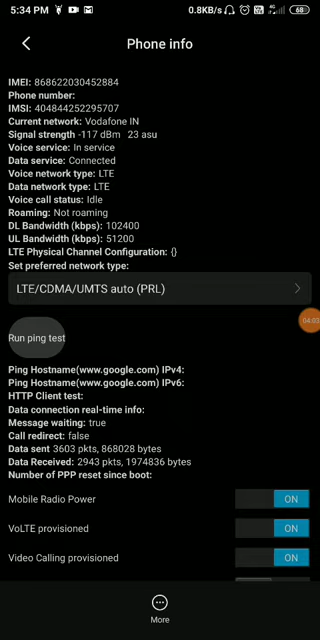 5:34 PM 0.8KB/s 4G 68
Phone info
IMEI: 868622030452884
Phone number:
IMSI: 404844252295707
Current network: Vodafone IN
Signal strength -117 dBm 23 asu
Voice service: In service
Data service: Connected
Voice network type: LTE
Data network type: LTE
Voice call status: Idle
Roaming: Not roaming
DL Bandwidth (kbps): 102400
UL Bandwidth (kbps): 51200
LTE Physical Channel Configuration: {}
Set preferred network type:
LTE/CDMA/UMTS auto (PRL)
04:03
Run ping test
Ping Hostname(www.google.com) IPv4:
Ping Hostname(www.google.com) IPv6:
HTTP Client test:
Data connection real-time info:
Message waiting: true
Call redirect: false
Data sent 3603 pkts, 868028 bytes
Data Received: 2943 pkts, 1974836 bytes
Number of PPP reset since boot:
Mobile Radio Power ON
VoLTE provisioned ON
Video Calling provisioned ON
More